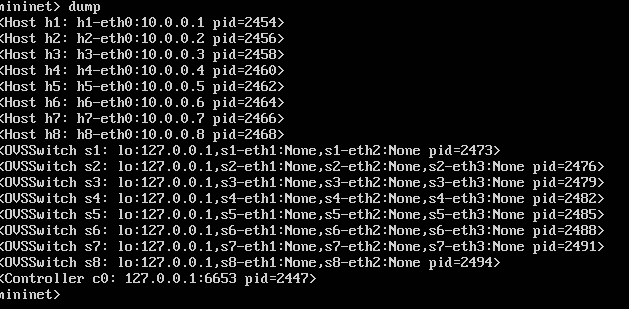 mininet> dump
<Host h1: h1-eth0:10.0.0.1 pid=2454>
<Host h2: h2-eth0:10.0.0.2 pid=2456>
<Host h3: h3-eth0:10.0.0.3 pid=2458>
<Host h4: h4-eth0:10.0.0.4 pid=2460>
<Host h5: h5-eth0:10.0.0.5 pid=2462>
<Host h6: h6-eth0:10.0.0.6 pid=2464>
<Host h7: h7-eth0:10.0.0.7 pid=2466>
<Host h8: h8-eth0:10.0.0.8 pid=2468>
<OVSSwitch s1: lo:127.0.0.1,s1-eth1:None,s1-eth2:None pid=2473>
<OVSSwitch s2: lo:127.0.0.1,s2-eth1:None,s2-eth2:None,s2-eth3:None pid=2476>
<OVSSwitch s3: lo:127.0.0.1,s3-eth1:None,s3-eth2:None,s3-eth3:None pid=2479>
<OVSSwitch s4: lo:127.0.0.1,s4-eth1:None,s4-eth2:None,s4-eth3:None pid=2482>
<OVSSwitch s5: lo:127.0.0.1,s5-eth1:None,s5-eth2:None,s5-eth3:None pid=2485>
<OVSSwitch s6: lo:127.0.0.1,s6-eth1:None,s6-eth2:None,s6-eth3:None pid=2488>
<OVSSwitch s7: lo:127.0.0.1,s7-eth1:None,s7-eth2:None,s7-eth3:None pid=2491>
<OVSSwitch s8: lo:127.0.0.1,s8-eth1:None,s8-eth2:None pid=2494>
<Controller c0: 127.0.0.1:6653 pid=2447>
mininet>